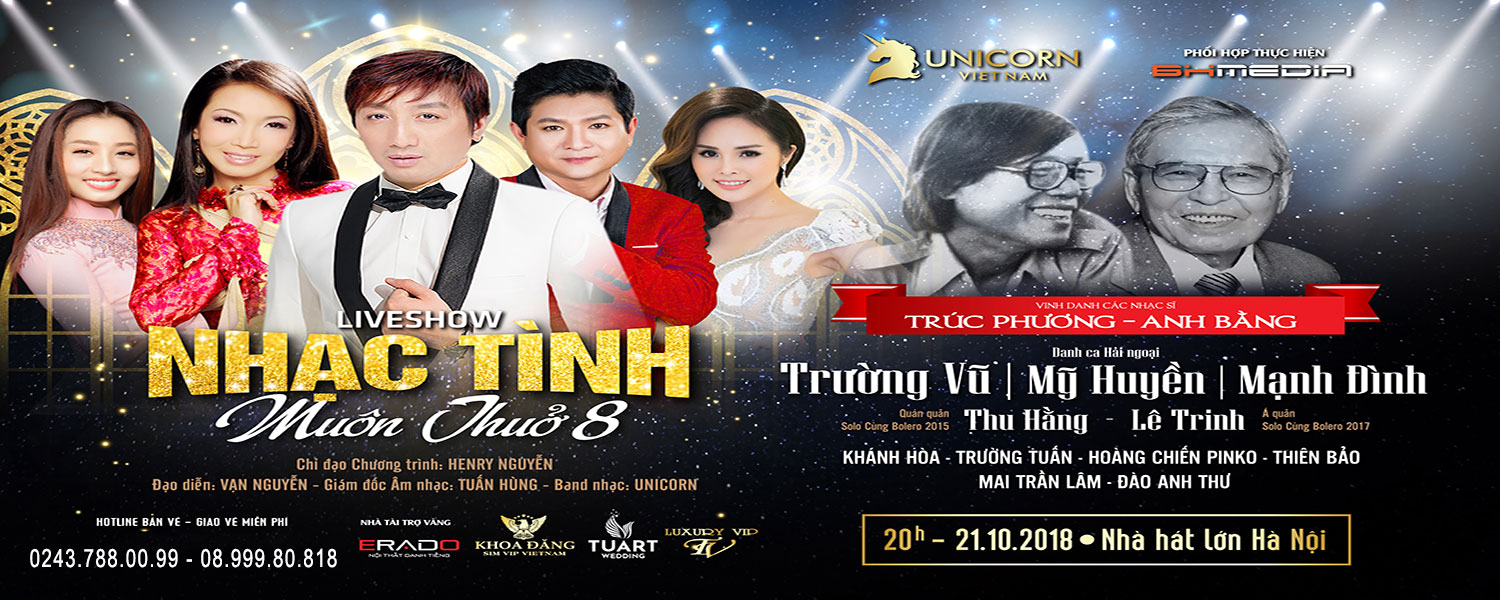 UNICORN
VIET NAM
PHỐI HỢP THỰC HIỆN
BHMEDIA
LIVESHOW
NHẠC TÌNH
Muôn Thuở 8
Chỉ đạo Chương trình: HENRY NGUYỄN
Đạo diễn: VẠN NGUYỄN - Giám đốc Âm nhạc: TUẤN HÙNG - Band nhạc: UNICORN
HOTLINE BÁN VÉ - GIAO VÉ MIỄN PHÍ
0243.788.00.99 - 08.999.80.818
NHÀ TÀI TRỢ VÀNG
ERADO
NỘI THẤT DANH TIẾNG
KHOA ĐĂNG
SIM VIP VIETNAM
TUART
WEDDING
LUXURY VIP
TV
VINH DANH CÁC NHẠC SĨ
TRÚC PHƯƠNG - ANH BẰNG
Danh ca Hải ngoại
Trường Vũ | Mỹ Huyền | Mạnh Đình
Quán quân
Solo Cùng Bolero 2015
Thu Hằng - Lê Trinh
Á quân
Solo Cùng Bolero 2017
KHÁNH HÒA - TRƯỜNG TUẤN - HOÀNG CHIẾN PINKO - THIÊN BẢO
MAI TRẦN LÂM - ĐÀO ANH THƯ
20h - 21.10.2018 • Nhà hát lớn Hà Nội